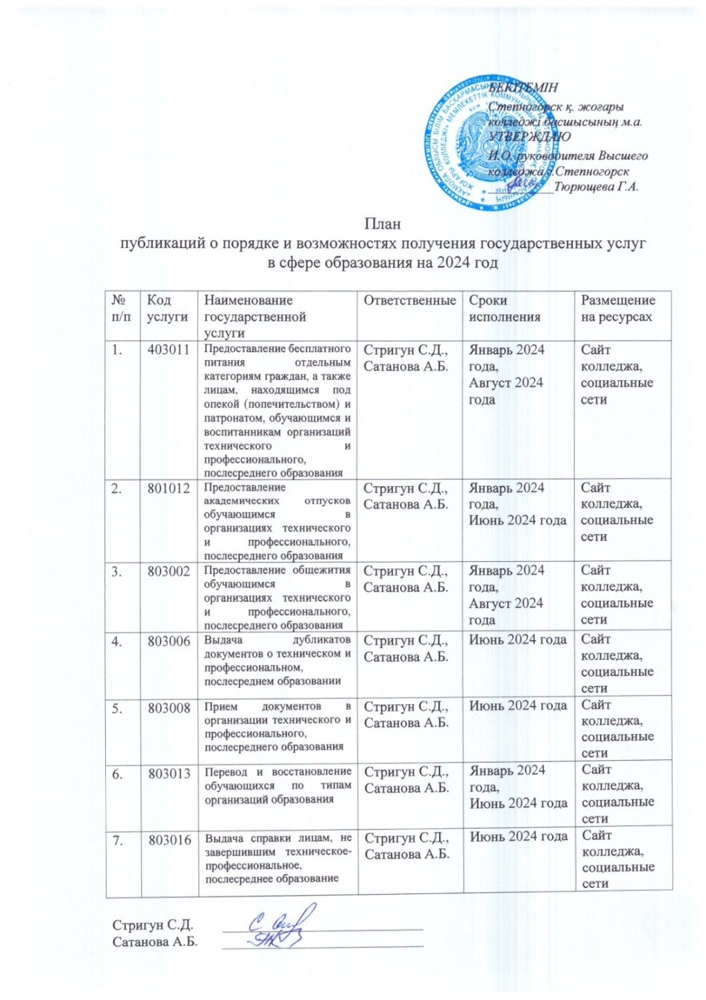 БЕКІТЕМІН
Степногорск қ. жоғары
колледжі басшысының м.а.
УТВЕРЖДАЮ
И.О. руководителя Высшего
колледжа г.Степногорск
Тюрющева Г.А.
План
публикаций о порядке и возможностях получения государственных услуг
в сфере образования на 2024 год
№ п/п
Код услуги
Наименование государственной услуги
Ответственные
Сроки исполнения
Размещение на ресурсах
1.
403011
Предоставление бесплатного
питания отдельным
категориям граждан, а также
лицам, находящимся под
опекой (попечительством) и
патронатом, обучающимся и
воспитанникам организаций
технического и
профессионального,
послесреднего образования
Стригун С.Д.,
Сатанова А.Б.
Январь 2024
года,
Август 2024
года
Сайт
колледжа,
социальные
сети
2.
801012
Предоставление
академических отпусков
обучающимся в
организациях технического
и профессионального,
послесреднего образования
Стригун С.Д.,
Сатанова А.Б.
Январь 2024
года,
Июнь 2024 года
Сайт
колледжа,
социальные
сети
3.
803002
Предоставление общежития
обучающимся в
организациях технического
и профессионального,
послесреднего образования
Стригун С.Д.,
Сатанова А.Б.
Январь 2024
года,
Август 2024
года
Сайт
колледжа,
социальные
сети
4.
803006
Выдача дубликатов
документов о техническом и
профессиональном,
послесреднем образовании
Стригун С.Д.,
Сатанова А.Б.
Июнь 2024 года
Сайт
колледжа,
социальные
сети
5.
803008
Прием документов в
организации технического и
профессионального,
послесреднего образования
Стригун С.Д.,
Сатанова А.Б.
Июнь 2024 года
Сайт
колледжа,
социальные
сети
6.
803013
Перевод и восстановление
обучающихся по типам
организаций образования
Стригун С.Д.,
Сатанова А.Б.
Январь 2024
года,
Июнь 2024 года
Сайт
колледжа,
социальные
сети
7.
803016
Выдача справки лицам, не
завершившим техническое-
профессиональное,
послесреднее образование
Стригун С.Д.,
Сатанова А.Б.
Июнь 2024 года
Сайт
колледжа,
социальные
сети
Стригун С.Д.
Сатанова А.Б.